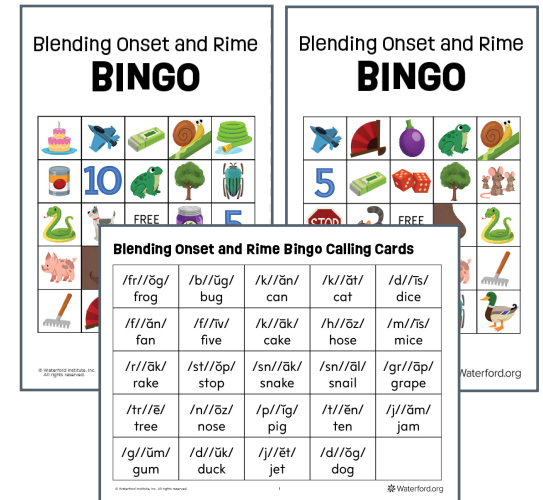 Blending Onset and Rime
BINGO
10
FREE
5
© Waterford Institute, Inc.
All rights reserved.
Blending Onset and Rime
BINGO
5
STOP
FREE
Waterford.org
Blending Onset and Rime Bingo Calling Cards
/fr//ŏg/ /b//ŭg/ /k//ăn/ /k//ăt/ /d//īs/
frog bug can cat dice
/f//ăn/ /f//īv/ /k//āk/ /h//ōz/ /m//īs/
fan five cake hose mice
/r//āk/ /st//ŏp/ /sn//āk/ /sn//āl/ /gr//āp/
rake stop snake snail grape
/tr//ē/ /n//ōz/ /p//ĭg/ /t//ĕn/ /j//ăm/
tree nose pig ten jam
/g//ŭm/ /d//ŭk/ /j//ĕt/ /d//ŏg/
gum duck jet dog
© Waterford Institute, Inc. All rights reserved. 1 Waterford.org